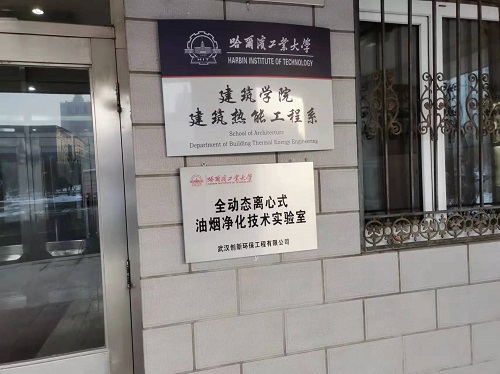 哈爾濱工業大學
HARBIN INSTITUTE OF TECHNOLOGY
建筑学院
建筑热能工程系
School of Architecture
Department of Building Thermal Energy Engineering
哈爾濱工業大學
全动态离心式
油烟净化技术实验室
武汉创新环保工程有限公司